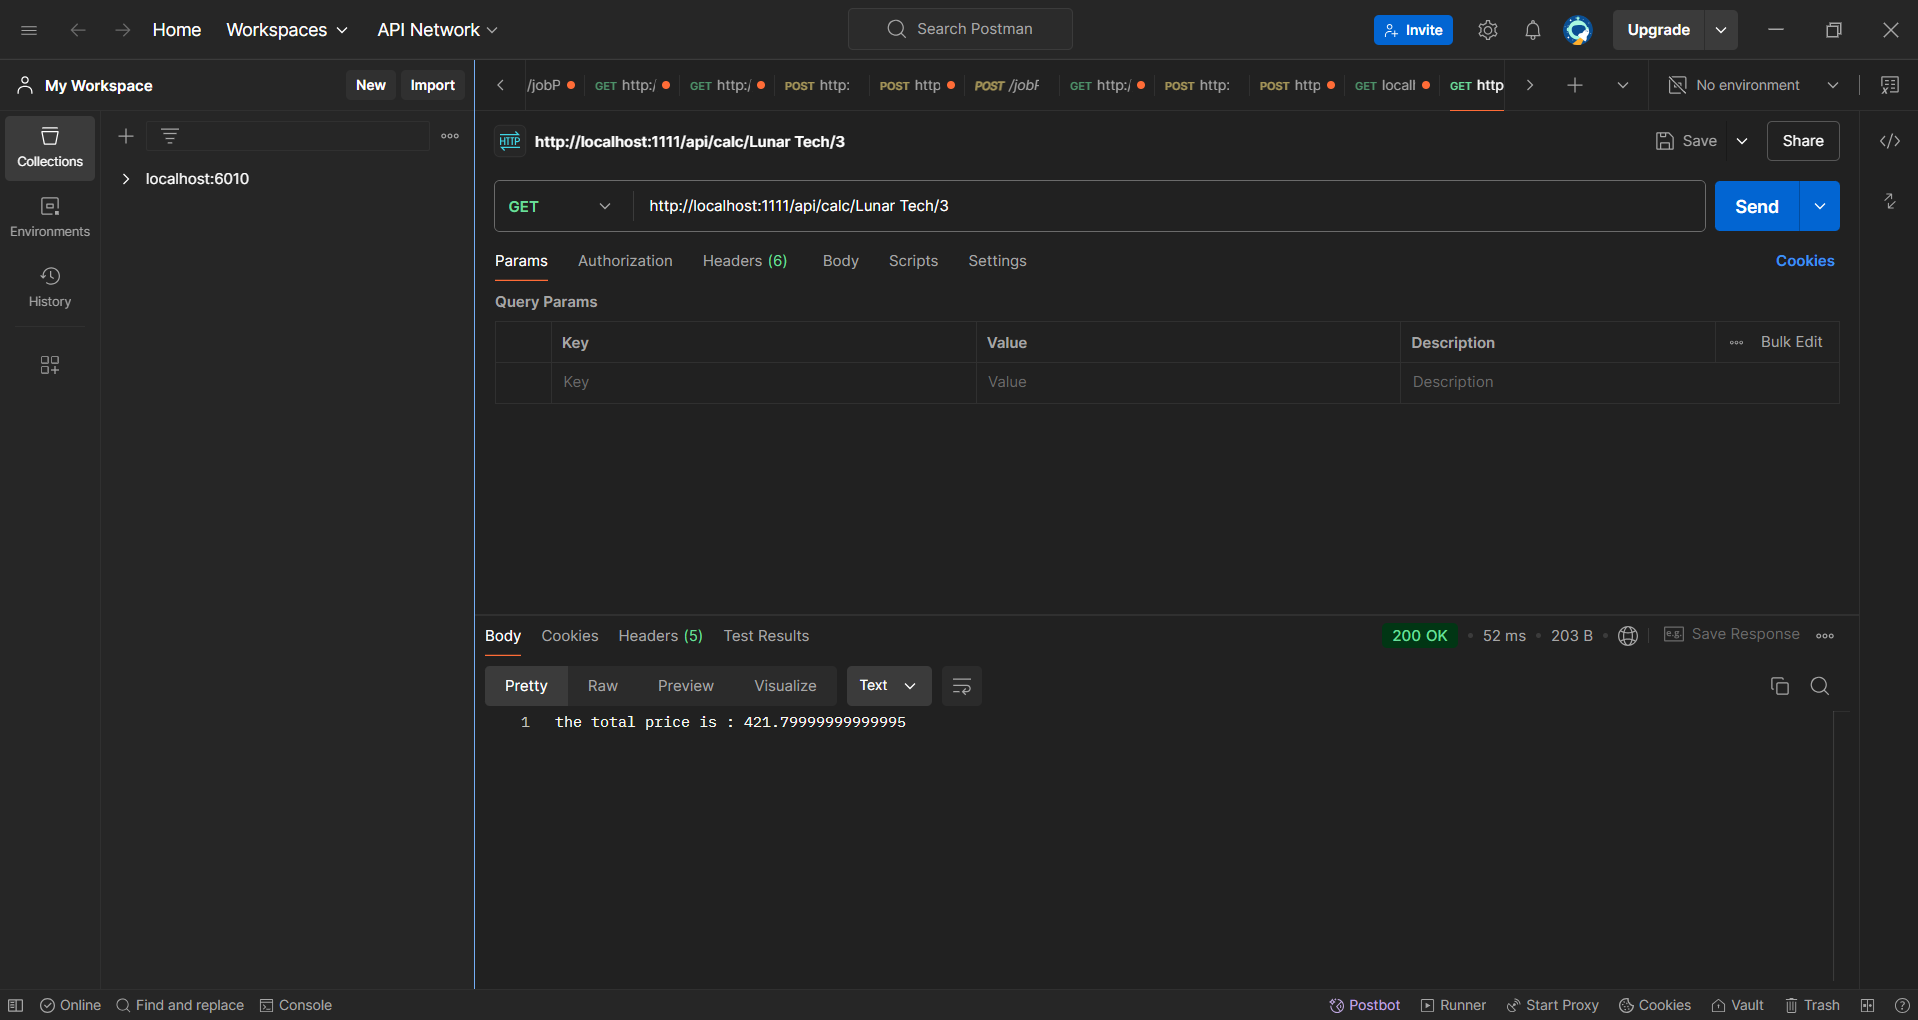 Home Workspaces API Network Search Postman Invite Upgrade
My Workspace New Import /jobP GET http:/ GET http:/ POST http: POST http POST /jobF GET http:/ POST http: POST http GET locall GET http No environment
HTTP http://localhost:1111/api/calc/Lunar Tech/3 Save Share
Collections
localhost:6010
GET http://localhost:1111/api/calc/Lunar Tech/3 Send
Environments
Params Authorization Headers (6) Body Scripts Settings Cookies
History
Query Params
Key Value Description Bulk Edit
Key Value Description
Body Cookies Headers (5) Test Results 200 OK 52 ms 203 B e.g. Save Response
Pretty Raw Preview Visualize Text
1 the total price is : 421.79999999999995
Online Find and replace Console Postbot Runner Start Proxy Cookies Vault Trash